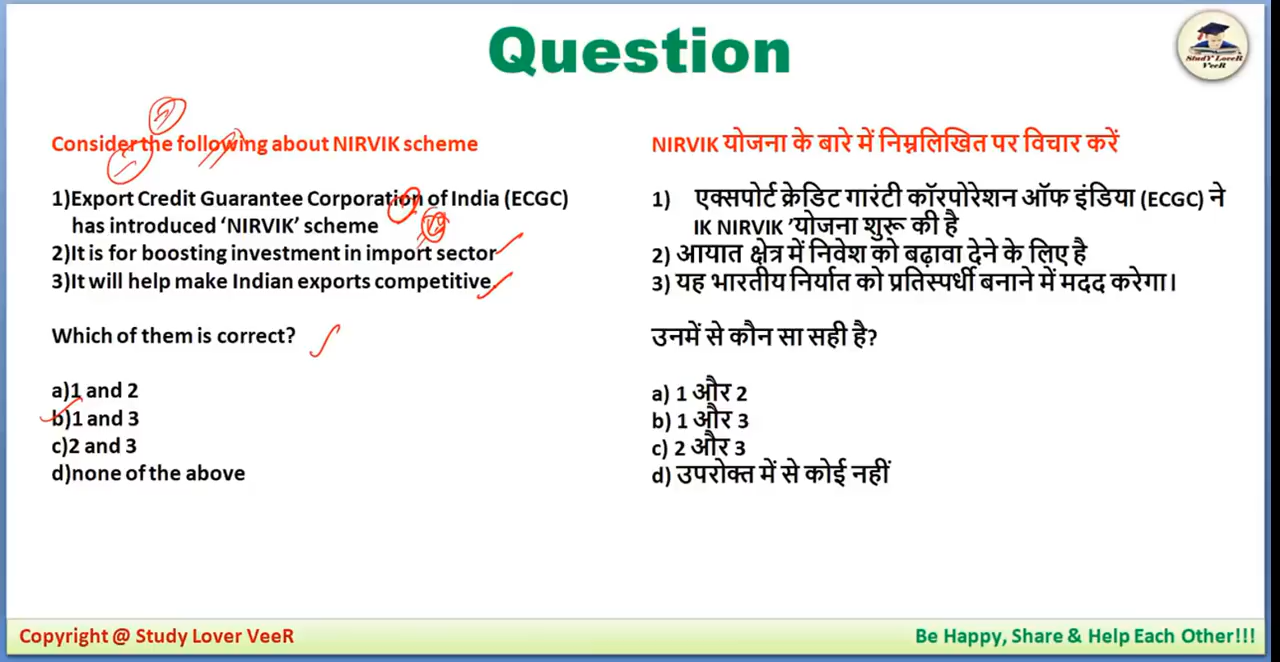 Question
StudY LoveR
VeeR
Consider the following about NIRVIK scheme
1)Export Credit Guarantee Corporation of India (ECGC)
has introduced ‘NIRVIK’ scheme
2)It is for boosting investment in import sector
3)It will help make Indian exports competitive.
Which of them is correct?
a)1 and 2
b)1 and 3
c)2 and 3
d)none of the above
NIRVIK योजना के बारे में निम्नलिखित पर विचार करें
1) एक्सपोर्ट क्रेडिट गारंटी कॉरपोरेशन ऑफ इंडिया (ECGC) ने
IK NIRVIK ’योजना शुरू की है
2) आयात क्षेत्र में निवेश को बढ़ावा देने के लिए है
3) यह भारतीय निर्यात को प्रतिस्पर्धी बनाने में मदद करेगा।
उनमें से कौन सा सही है?
a) 1 और 2
b) 1 और 3
c) 2 और 3
d) उपरोक्त में से कोई नहीं
Copyright @ Study Lover VeeR
Be Happy, Share & Help Each Other!!!